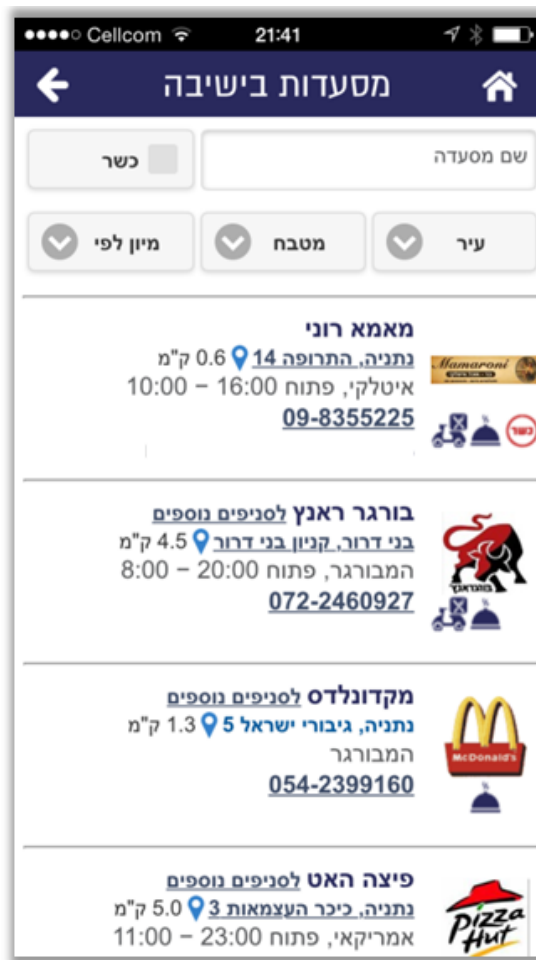 Cellcom 21:41
מסעדות בישיבה
שם מסעדה
כשר
עיר
מטבח
מיון לפי
מאמא רוני
נתניה, התרופה 14 0.6 ק"מ
איטלקי, פתוח 16:00 – 10:00
09-8355225
Mamaroni
כשר
בורגר ראנץ לסניפים נוספים
בני דרור, קניון בני דרור 4.5 ק"מ
המבורגר, פתוח 20:00 – 8:00
072-2460927
בורגראנץ
מקדונלדס לסניפים נוספים
נתניה, גיבורי ישראל 5 1.3 ק"מ
המבורגר
054-2399160
McDonald's
פיצה האט לסניפים נוספים
נתניה, כיכר העצמאות 3 5.0 ק"מ
אמריקאי, פתוח 23:00 – 11:00
Pizza
Hut